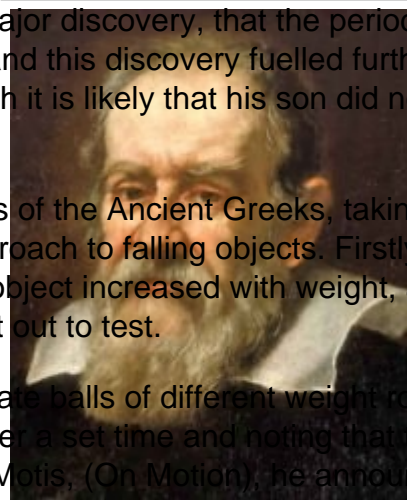 ajor discovery, that the perio
nd this discovery fuelled furth
h it is likely that his son did n
s of the Ancient Greeks, takin
roach to falling objects. Firstly
object increased with weight,
t out to test.
ate balls of different weight ro
er a set time and noting that
Motis, (On Motion), he annou